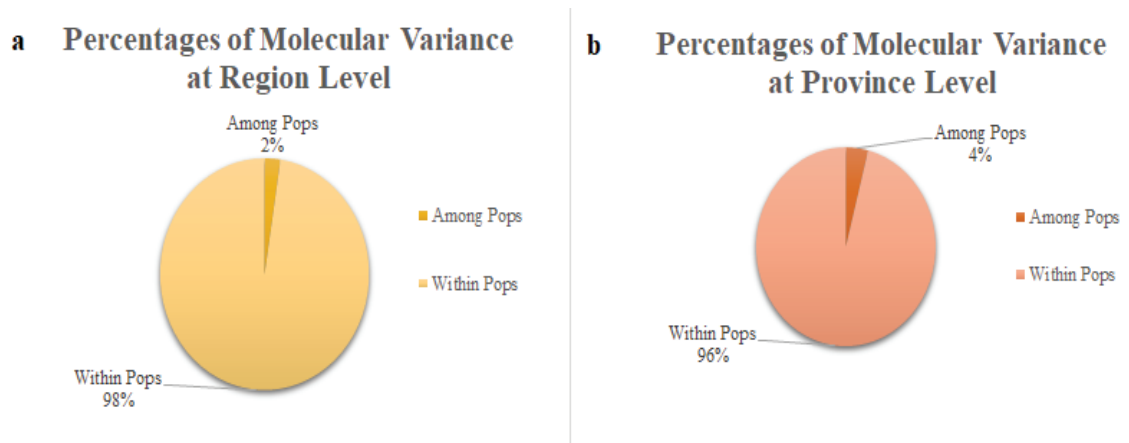 a
Percentages of Molecular Variance
at Region Level
Among Pops
2%
Among Pops
Within Pops
Within Pops
98%
b
Percentages of Molecular Variance
at Province Level
Among Pops
4%
Among Pops
Within Pops
Within Pops
96%